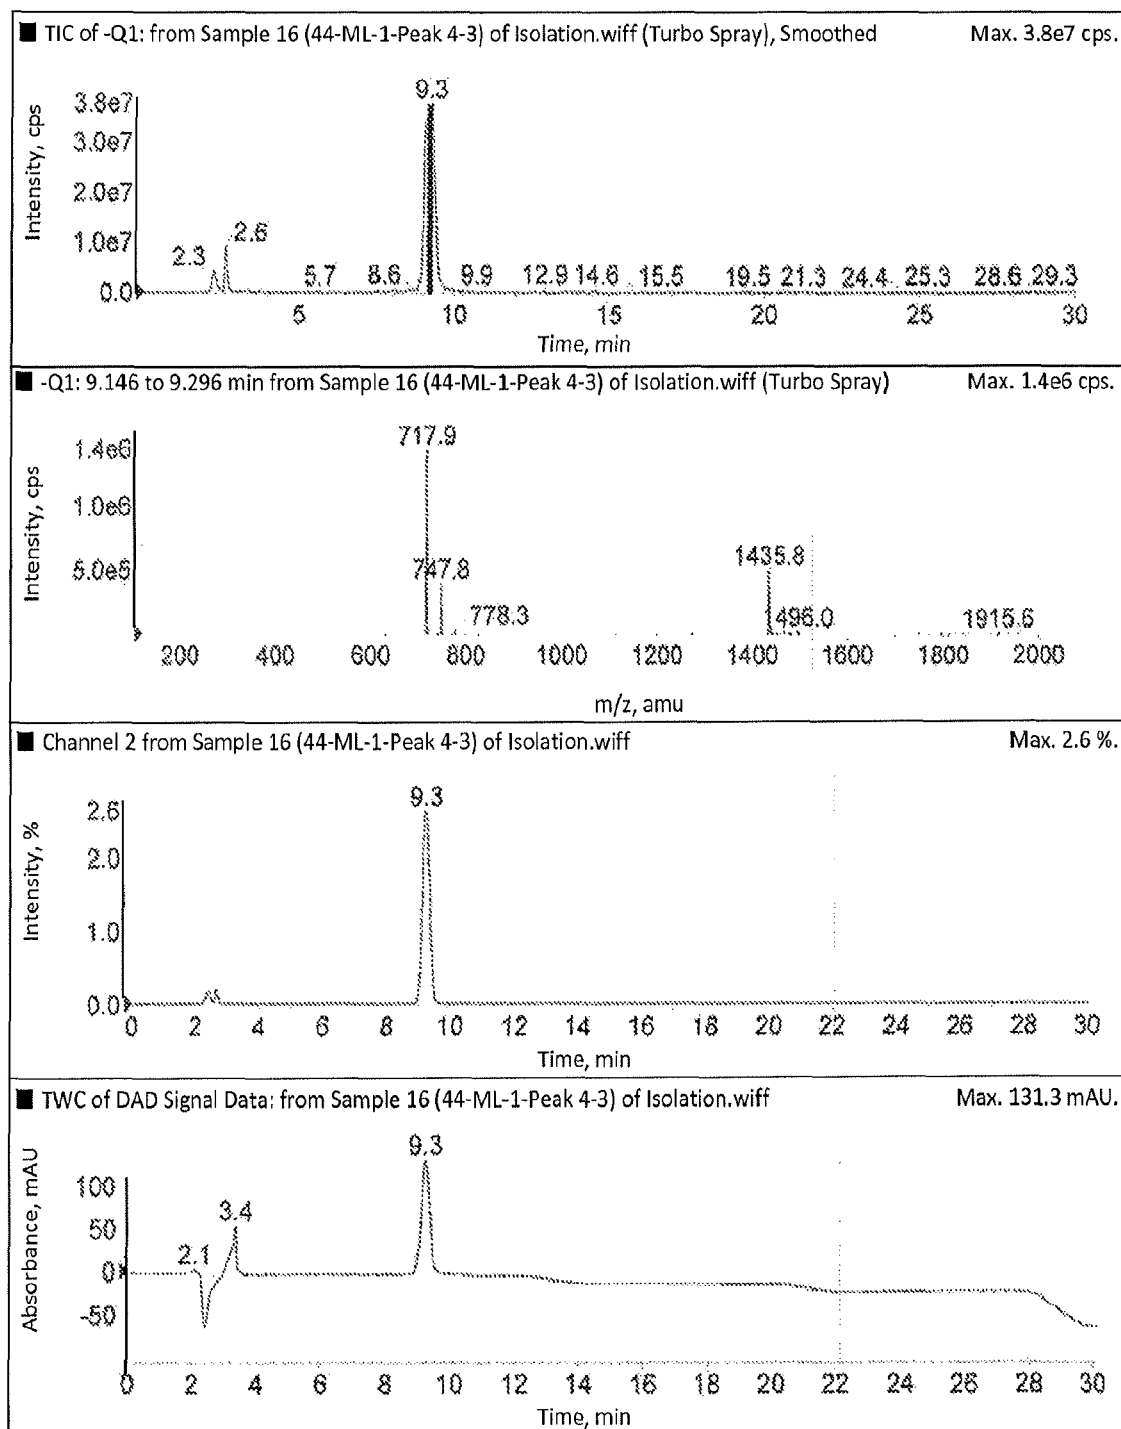 TIC of -Q1: from Sample 16 (44-ML-1-Peak 4-3) of Isolation.wiff (Turbo Spray), Smoothed Max. 3.8e7 cps.
Intensity, cps
3.8e7
3.0e7
2.0e7
1.0e7
0.0
2.3 2.6 5.7 8.6 9.3 9.9 12.9 14.6 15.5 19.5 21.3 24.4 25.3 28.6 29.3
5 10 15 20 25 30
Time, min
-Q1: 9.146 to 9.296 min from Sample 16 (44-ML-1-Peak 4-3) of Isolation.wiff (Turbo Spray) Max. 1.4e6 cps.
Intensity, cps
1.4e6
1.0e6
5.0e5
717.9 747.8 778.3 1435.8 1496.0 1915.6
200 400 600 800 1000 1200 1400 1600 1800 2000
m/z, amu
Channel 2 from Sample 16 (44-ML-1-Peak 4-3) of Isolation.wiff Max. 2.6 %.
Intensity, %
2.6
2.0
1.0
0.0
9.3
0 2 4 6 8 10 12 14 16 18 20 22 24 26 28 30
Time, min
TWC of DAD Signal Data: from Sample 16 (44-ML-1-Peak 4-3) of Isolation.wiff Max. 131.3 mAU.
Absorbance, mAU
100
50
0
-50
2.1 3.4 9.3
0 2 4 6 8 10 12 14 16 18 20 22 24 26 28 30
Time, min